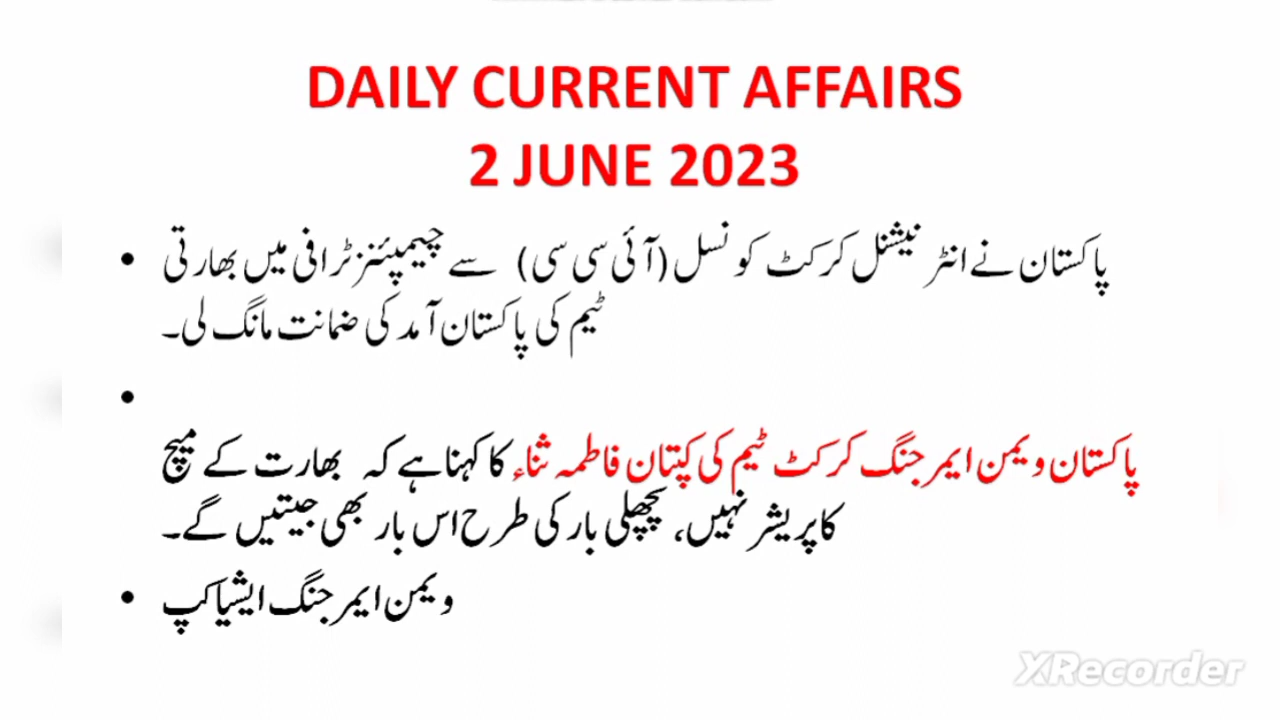 DAILY CURRENT AFFAIRS
2 JUNE 2023
• پاکستان نے انٹر نیشنل کرکٹ کونسل (آئی سی سی) سے چیمپئنز ٹرافی میں بھارتی
ٹیم کی پاکستان آمد کی ضمانت مانگ لی۔
•
پاکستان ویمن ایمرجنگ کرکٹ ٹیم کی کپتان فاطمہ ثناء کا کہنا ہے کہ بھارت کے میچ
کا پریشر نہیں، پچھلی بار کی طرح اس بار بھی جیتیں گے۔
• ویمن ایمرجنگ ایشیا کپ
XRecorder